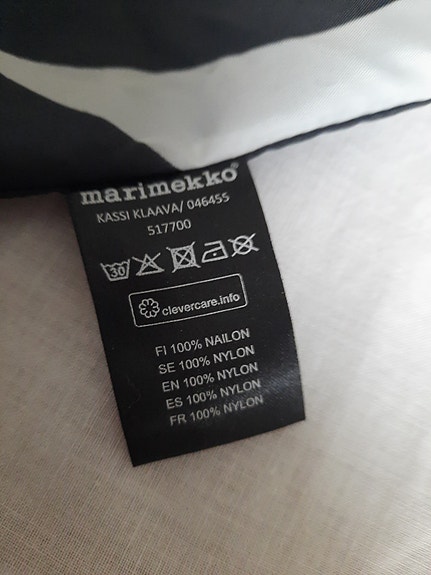 marimekko®
KASSI KLAAVA/ 046455
517700
30
clevercare.info
FI 100% NAILON
SE 100% NYLON
EN 100% NYLON
ES 100% NYLON
FR 100% NYLON